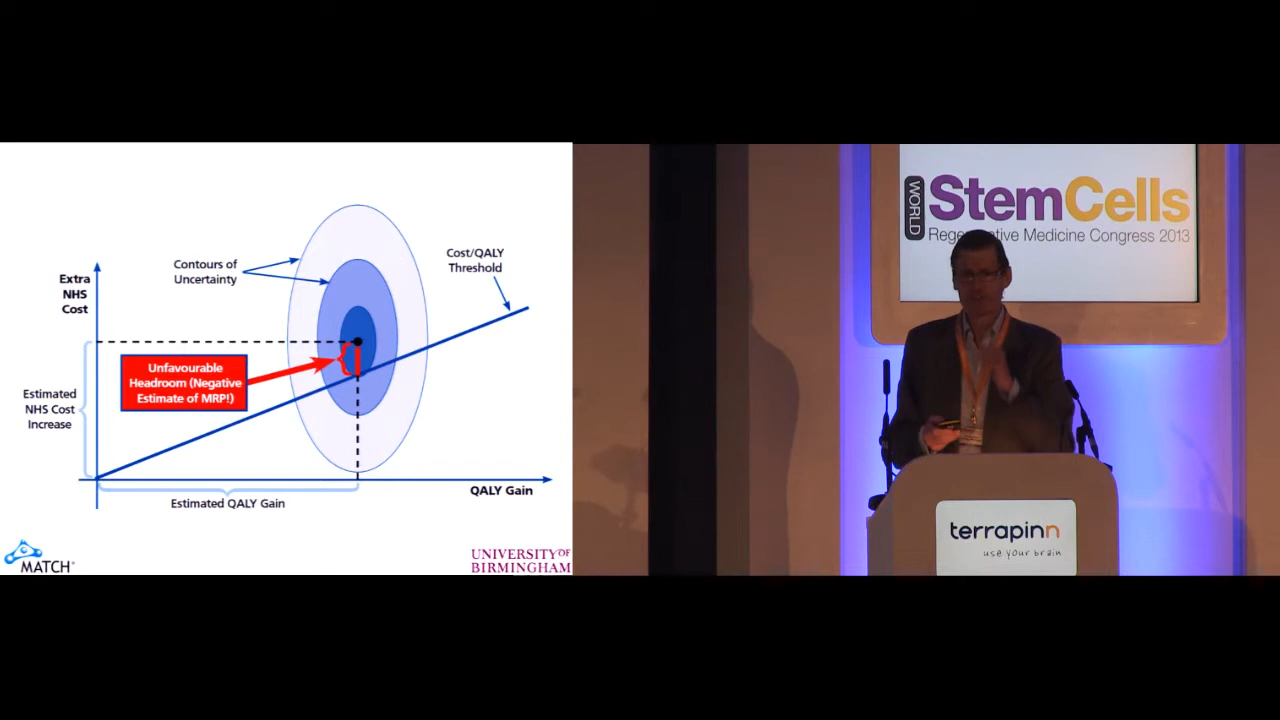 Contours of
Uncertainty
Cost/QALY
Threshold
Extra
NHS
Cost
Unfavourable
Headroom (Negative
Estimate of MRP!)
Estimated
NHS Cost
Increase
Estimated QALY Gain
QALY Gain
MATCH
UNIVERSITY OF
BIRMINGHAM
WORLD
StemCells
Regenerative Medicine Congress 2013
terrapinn
use your brain